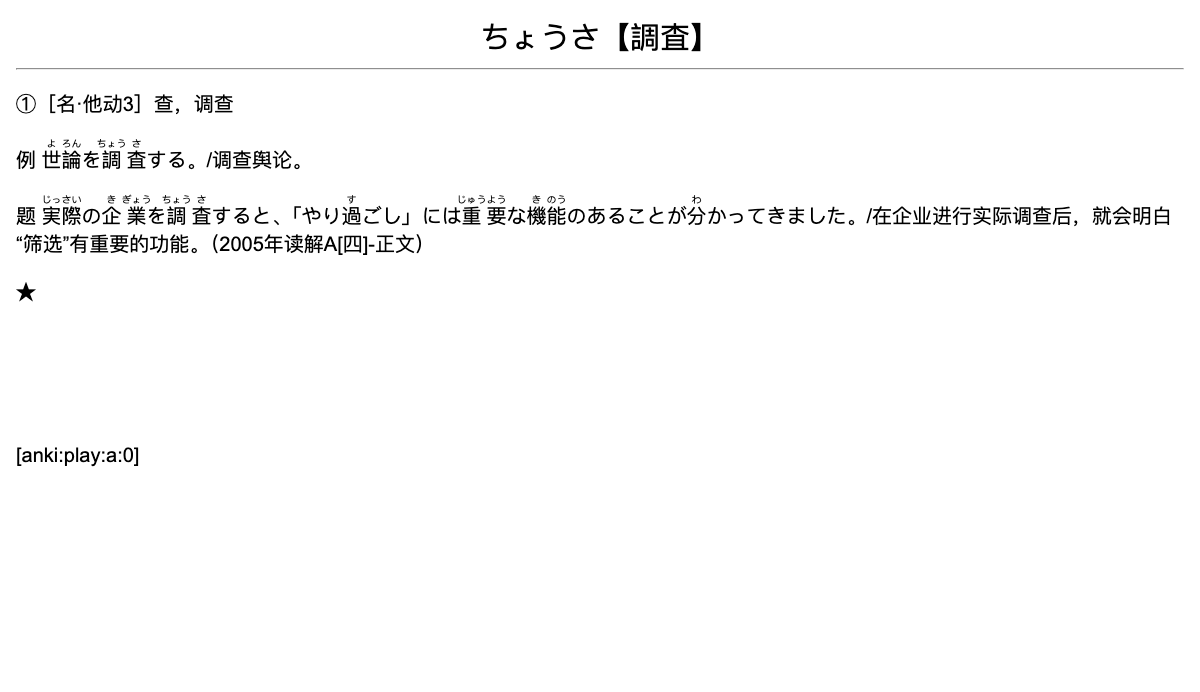 ちょうさ【調査】
①［名·他动3］查，调查
よ ろん ちょう さ
例 世論を調査する。/调查舆论。
じっさい き ぎょう ちょう さ す じゅうよう き のう わ
题 実際の企業を調査すると、「やり過ごし」には重要な機能のあることが分かってきました。/在企业进行实际调查后，就会明白
“筛选”有重要的功能。（2005年读解A[四]-正文）
★
[anki:play:a:0]